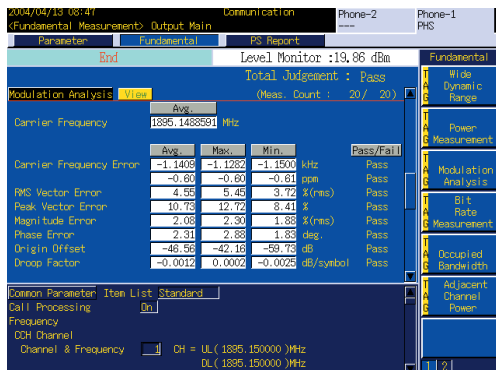 2004/04/13 08:47 Communication Phone-2 Phone-1
<Fundamental Measurement> Output Main --- PHS
Parameter Fundamental PS Report
End Level Monitor :19.86 dBm Fundamental
Total Judgement : Pass
Modulation Analysis View (Meas. Count : 20/ 20)
Avg.
Carrier Frequency 1895.1488591 MHz
Avg. Max. Min. Pass/Fail
Carrier Frequency Error -1.1409 -1.1282 -1.1500 kHz Pass
-0.60 -0.60 -0.61 ppm Pass
RMS Vector Error 4.55 5.45 3.72 %(rms) Pass
Peak Vector Error 10.73 12.72 8.41 % Pass
Magnitude Error 2.08 2.30 1.88 %(rms) Pass
Phase Error 2.31 2.88 1.83 deg. Pass
Origin Offset -46.56 -42.16 -59.73 dB Pass
Droop Factor -0.0012 0.0002 -0.0025 dB/symbol Pass
Common Parameter Item List Standard
Call Processing On
Frequency
CCH Channel
Channel & Frequency 1 CH = UL( 1895.150000 )MHz
DL( 1895.150000 )MHz
TAG Wide Dynamic Range
TAG Power Measurement
TAG Modulation Analysis
TAG Bit Rate Measurement
TAG Occupied Bandwidth
TAG Adjacent Channel Power
1 2